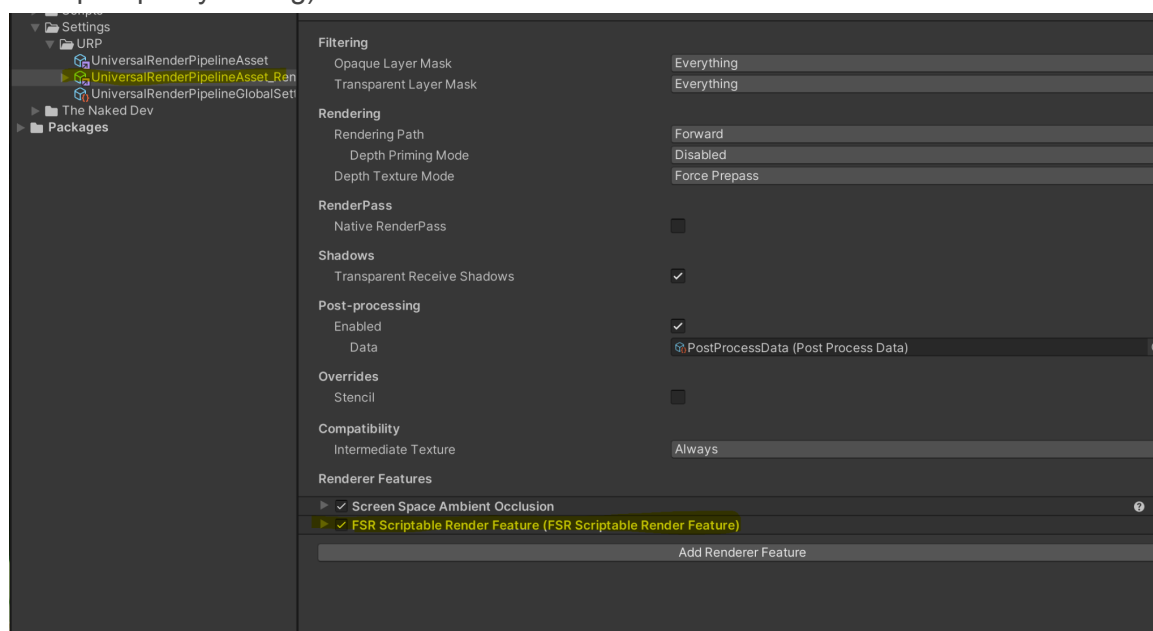 Settings
URP
UniversalRenderPipelineAsset
UniversalRenderPipelineAsset_Ren
UniversalRenderPipelineGlobalSett
The Naked Dev
Packages
Filtering
Opaque Layer Mask Everything
Transparent Layer Mask Everything
Rendering
Rendering Path Forward
Depth Priming Mode Disabled
Depth Texture Mode Force Prepass
RenderPass
Native RenderPass
Shadows
Transparent Receive Shadows
Post-processing
Enabled
Data PostProcessData (Post Process Data)
Overrides
Stencil
Compatibility
Intermediate Texture Always
Renderer Features
Screen Space Ambient Occlusion
FSR Scriptable Render Feature (FSR Scriptable Render Feature)
Add Renderer Feature